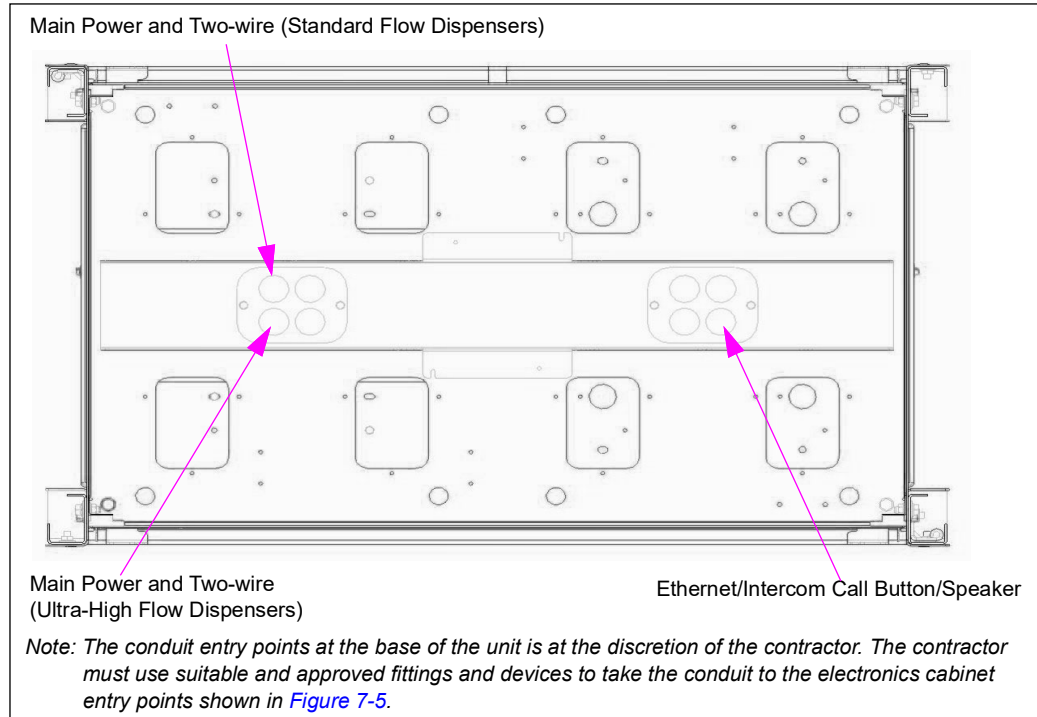 Main Power and Two-wire (Standard Flow Dispensers)
Main Power and Two-wire
(Ultra-High Flow Dispensers)
Ethernet/Intercom Call Button/Speaker
Note: The conduit entry points at the base of the unit is at the discretion of the contractor. The contractor
must use suitable and approved fittings and devices to take the conduit to the electronics cabinet
entry points shown in Figure 7-5.